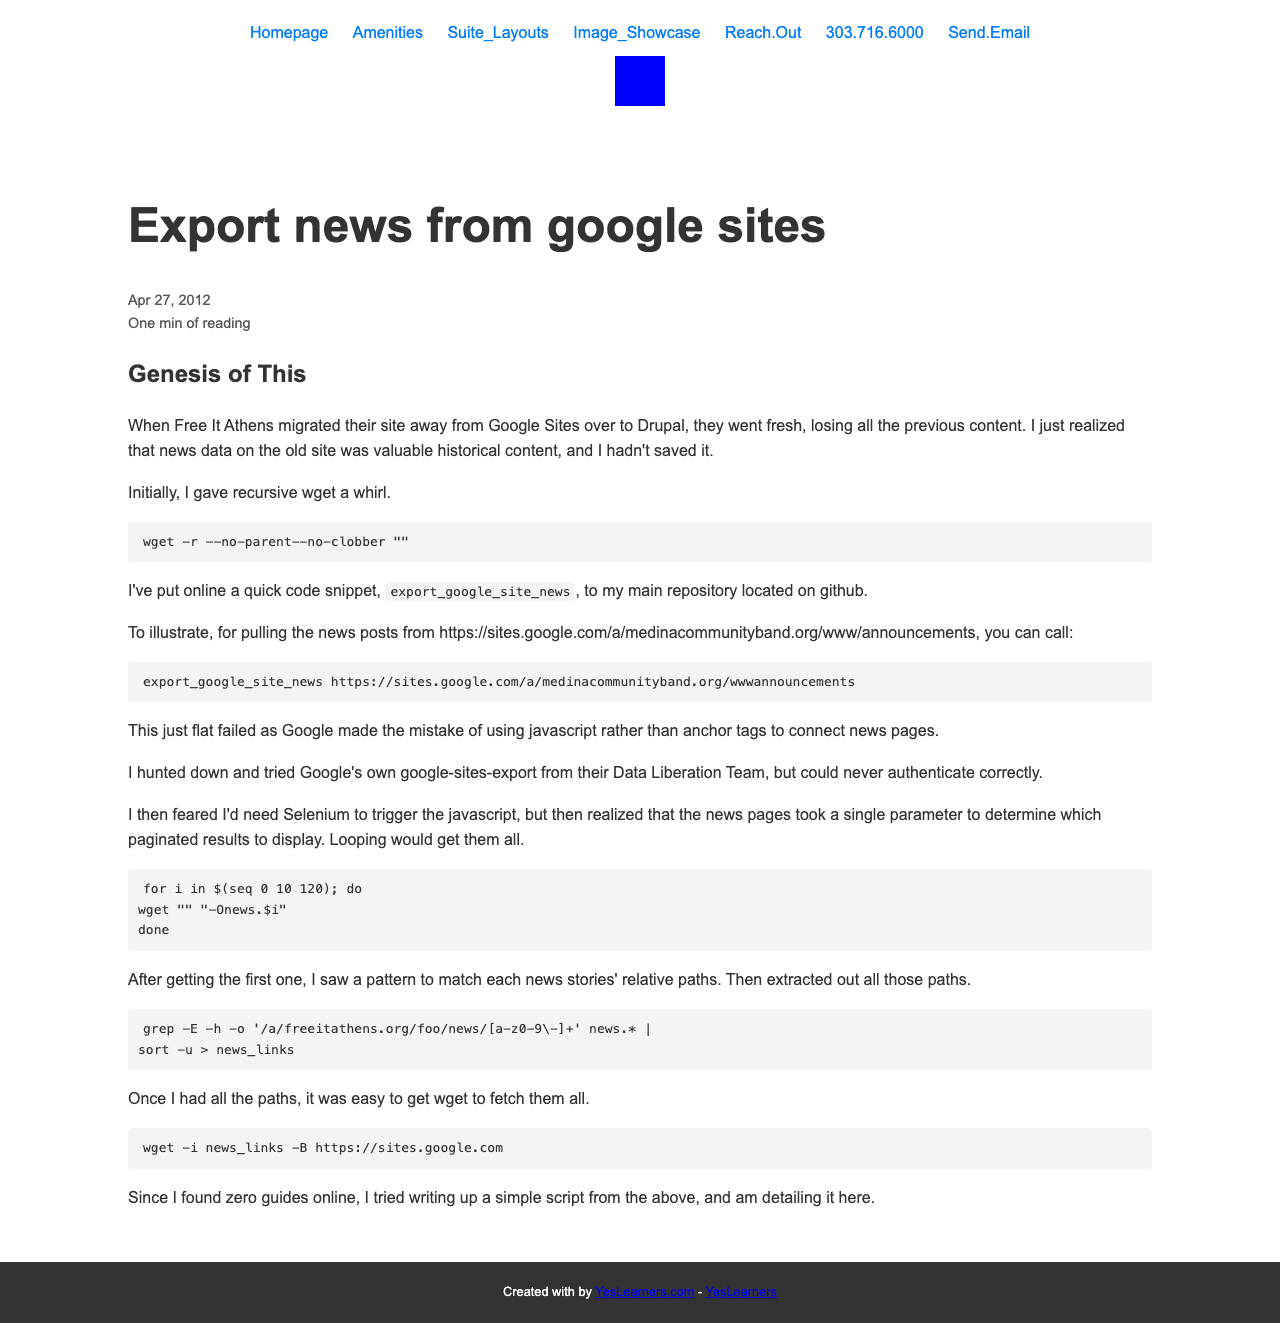 Homepage Amenities Suite_Layouts Image_Showcase Reach.Out 303.716.6000 Send.Email
Export news from google sites
Apr 27, 2012
One min of reading
Genesis of This
When Free It Athens migrated their site away from Google Sites over to Drupal, they went fresh, losing all the previous content. I just realized
that news data on the old site was valuable historical content, and I hadn't saved it.
Initially, I gave recursive wget a whirl.
wget -r --no-parent--no-clobber ""
I've put online a quick code snippet, export_google_site_news, to my main repository located on github.
To illustrate, for pulling the news posts from https://sites.google.com/a/medinacommunityband.org/www/announcements, you can call:
export_google_site_news https://sites.google.com/a/medinacommunityband.org/wwwannouncements
This just flat failed as Google made the mistake of using javascript rather than anchor tags to connect news pages.
I hunted down and tried Google's own google-sites-export from their Data Liberation Team, but could never authenticate correctly.
I then feared I'd need Selenium to trigger the javascript, but then realized that the news pages took a single parameter to determine which
paginated results to display. Looping would get them all.
for i in $(seq 0 10 120); do
wget "" "-Onews.$i"
done
After getting the first one, I saw a pattern to match each news stories' relative paths. Then extracted out all those paths.
grep -E -h -o '/a/freeitathens.org/foo/news/[a-z0-9\-]+' news.* |
sort -u > news_links
Once I had all the paths, it was easy to get wget to fetch them all.
wget -i news_links -B https://sites.google.com
Since I found zero guides online, I tried writing up a simple script from the above, and am detailing it here.
Created with by YesLearners.com - YesLearners